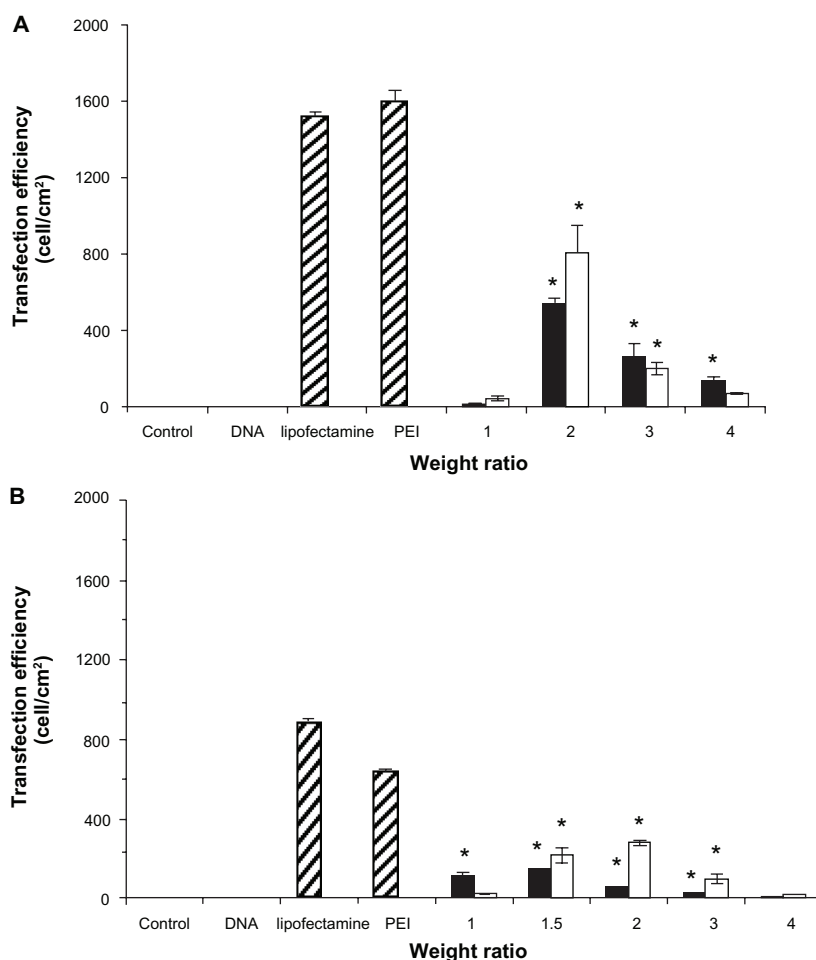 A
2000
1600
1200
800
400
0
Transfection efficiency
(cell/cm²)
* * * * *
Control DNA lipofectamine PEI 1 2 3 4
Weight ratio
B
2000
1600
1200
800
400
0
Transfection efficiency
(cell/cm²)
* * * * * * *
Control DNA lipofectamine PEI 1 1.5 2 3 4
Weight ratio